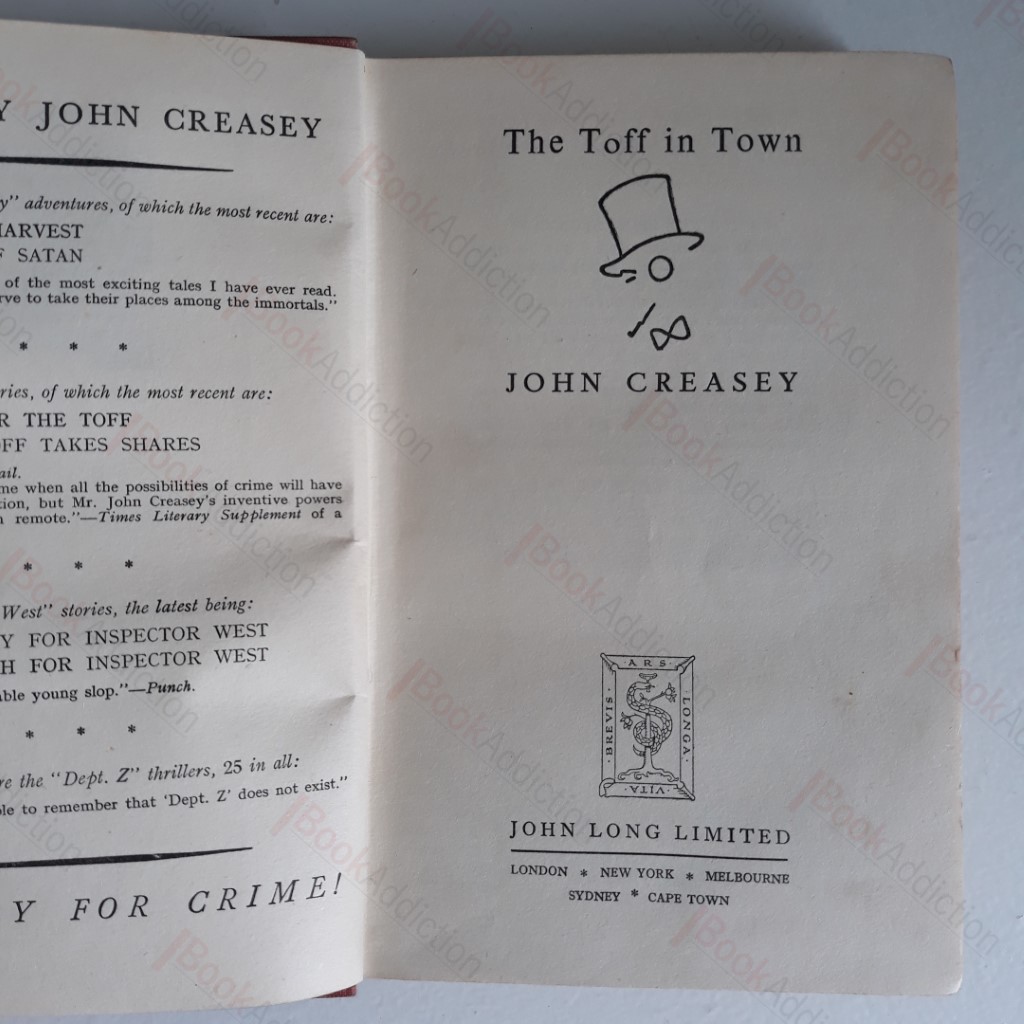 Y JOHN CREASEY
y" adventures, of which the most recent are:
HARVEST
F SATAN
of the most exciting tales I have ever read.
rve to take their places among the immortals."
* * *
ries, of which the most recent are:
R THE TOFF
OFF TAKES SHARES
ail.
me when all the possibilities of crime will have
tion, but Mr. John Creasey's inventive powers
n remote."—Times Literary Supplement of a
* * *
West" stories, the latest being:
Y FOR INSPECTOR WEST
H FOR INSPECTOR WEST
able young slop."—Punch.
* * *
re the "Dept. Z" thrillers, 25 in all:
ble to remember that 'Dept. Z' does not exist."
Y FOR CRIME!
The Toff in Town
JOHN CREASEY
ARS
LONGA
VITA
BREVIS
JOHN LONG LIMITED
LONDON * NEW YORK * MELBOURNE
SYDNEY * CAPE TOWN
BookAddiction